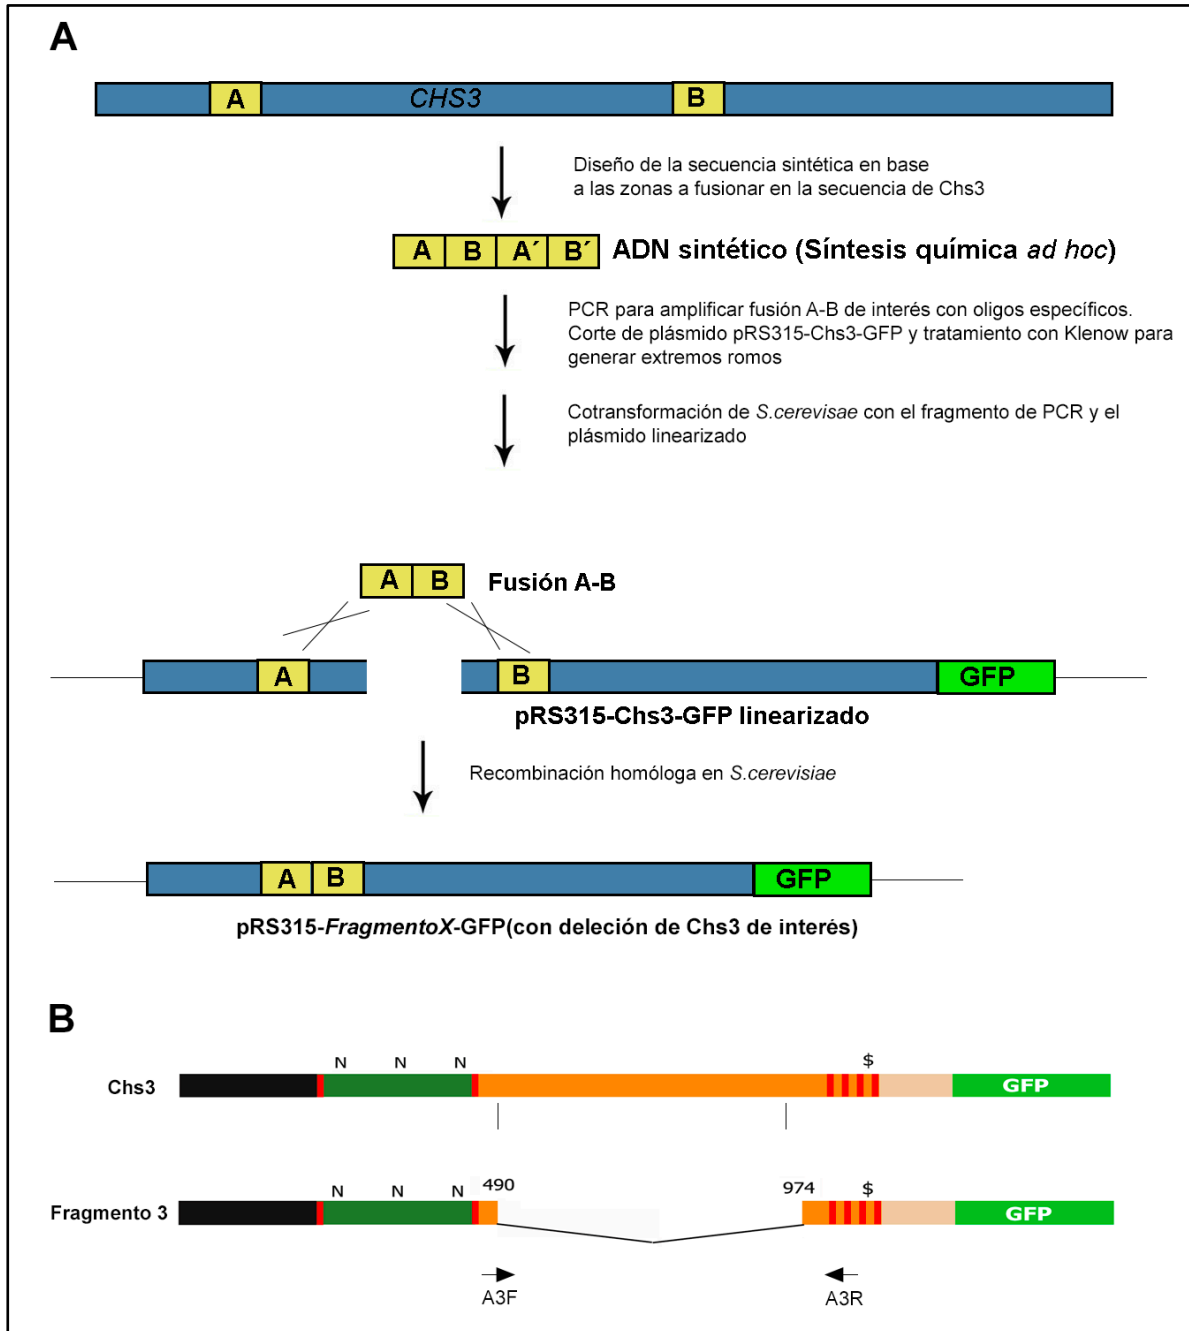 A
A CHS3 B
Diseño de la secuencia sintética en base
a las zonas a fusionar en la secuencia de Chs3
A B A´ B´ ADN sintético (Síntesis química ad hoc)
PCR para amplificar fusión A-B de interés con oligos específicos.
Corte de plásmido pRS315-Chs3-GFP y tratamiento con Klenow para
generar extremos romos
Cotransformación de S.cerevisae con el fragmento de PCR y el
plásmido linearizado
A B Fusión A-B
A B GFP
pRS315-Chs3-GFP linearizado
Recombinación homóloga en S.cerevisiae
A B GFP
pRS315-FragmentoX-GFP(con deleción de Chs3 de interés)
B
N N N $
Chs3 GFP
N N N 490 974 $
Fragmento 3 GFP
A3F A3R